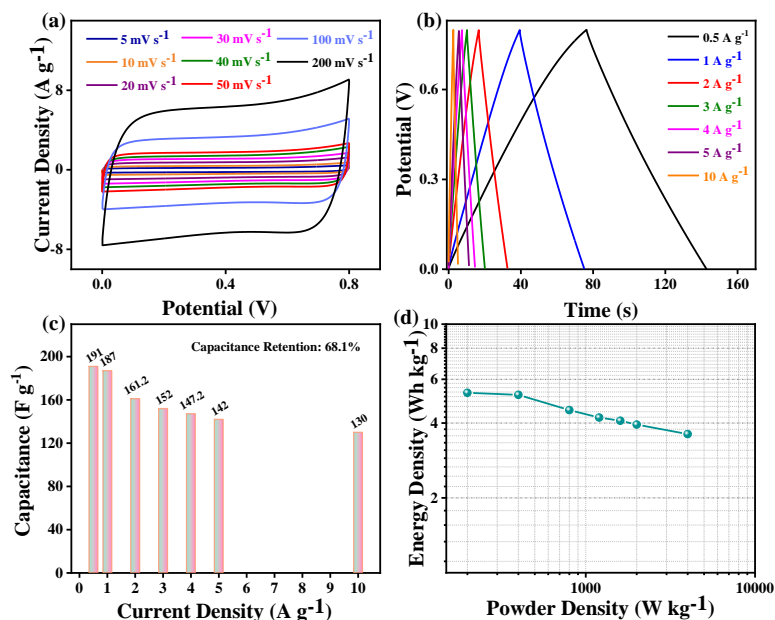 (a)
5 mV s-1
10 mV s-1
20 mV s-1
30 mV s-1
40 mV s-1
50 mV s-1
100 mV s-1
200 mV s-1
Current Density (A g-1)
8
0
-8
0.0
0.4
0.8
Potential (V)
(b)
0.5 A g-1
1 A g-1
2 A g-1
3 A g-1
4 A g-1
5 A g-1
10 A g-1
Potential (V)
0.6
0.3
0.0
0
40
80
120
160
Time (s)
(c)
Capacitance Retention: 68.1%
Capacitance (F g-1)
200
160
120
80
40
0
191
187
161.2
152
147.2
142
130
0 1 2 3 4 5 6 7 8 9 10
Current Density (A g-1)
(d)
Energy Density (Wh kg-1)
10
8
6
4
2
1000
10000
Powder Density (W kg-1)